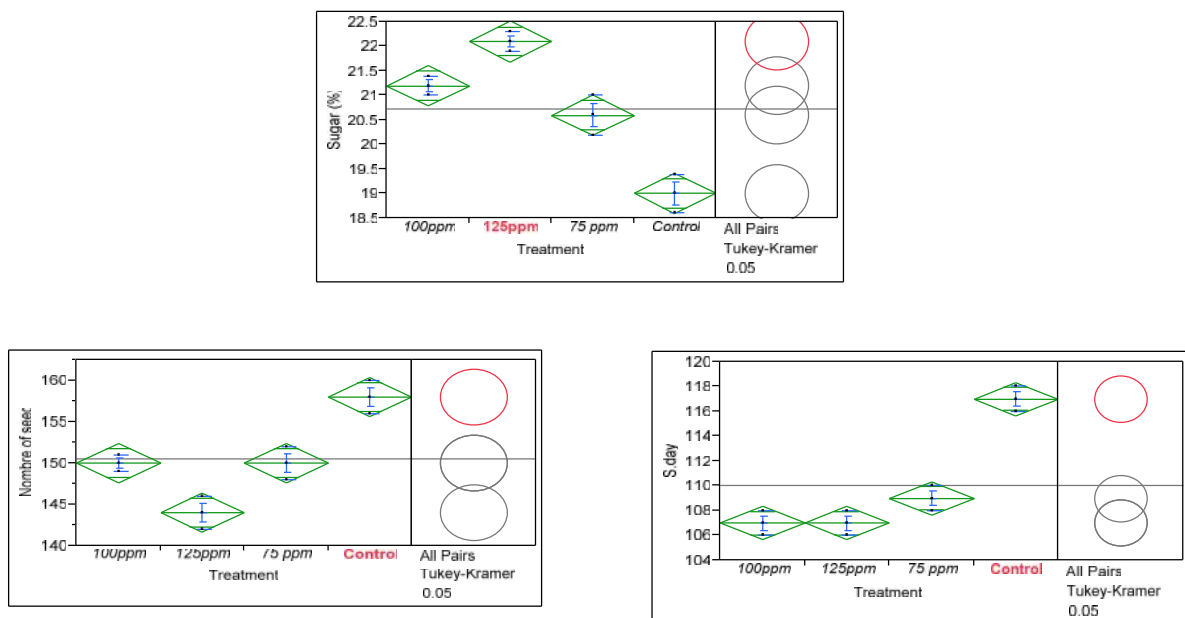 22.5
22
21.5
21
20.5
20
19.5
19
18.5
Sugar (%)
100ppm 125ppm 75 ppm Control
Treatment
All Pairs
Tukey-Kramer
0.05
160
155
150
145
140
Nombre of seed
100ppm 125ppm 75 ppm Control
Treatment
All Pairs
Tukey-Kramer
0.05
120
118
116
114
112
110
108
106
104
S.day
100ppm 125ppm 75 ppm Control
Treatment
All Pairs
Tukey-Kramer
0.05